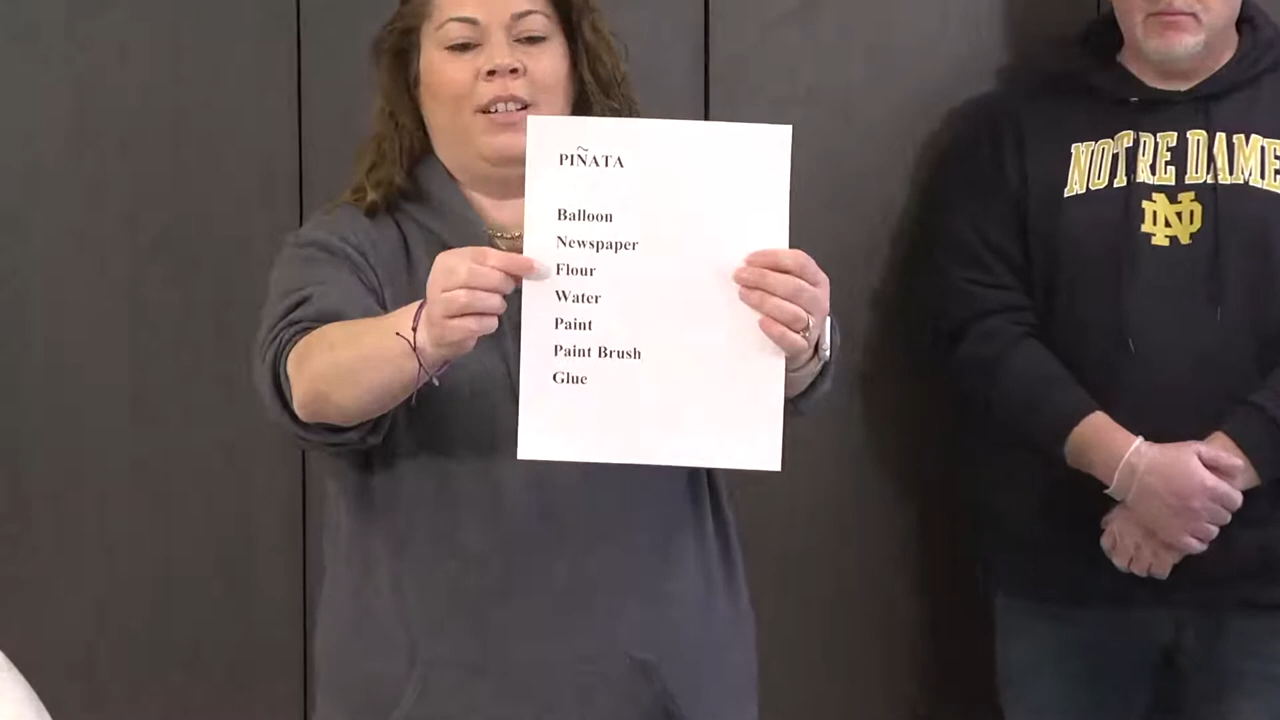 PIÑATA
Balloon
Newspaper
Flour
Water
Paint
Paint Brush
Glue
NOTRE DAME
ND